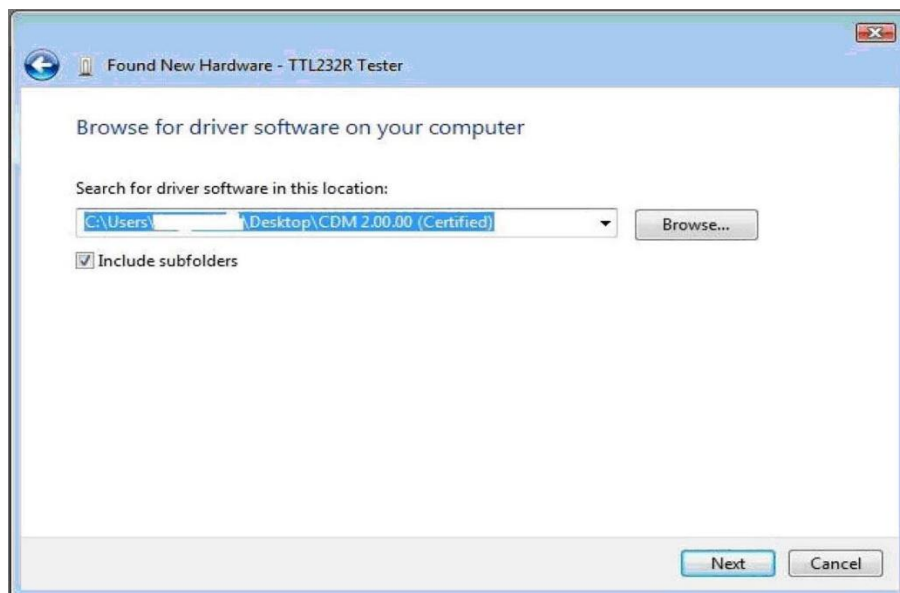 Found New Hardware - TTL232R Tester
Browse for driver software on your computer
Search for driver software in this location:
C:\Users\ \Desktop\CDM 2.00.00 (Certified)
Browse...
Include subfolders
Next
Cancel